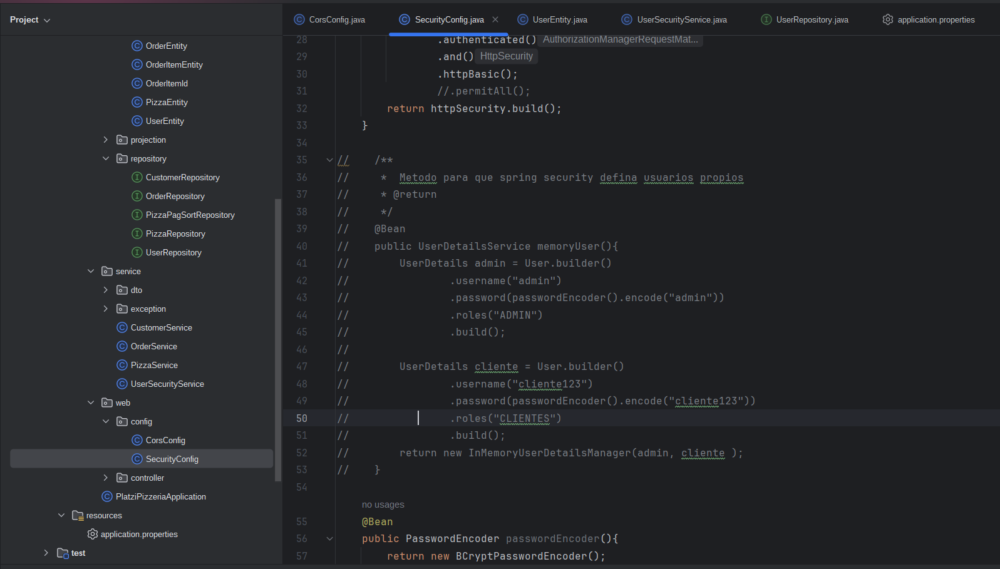 Project
OrderEntity
OrderItemEntity
OrderItemId
PizzaEntity
UserEntity
projection
repository
CustomerRepository
OrderRepository
PizzaPagSortRepository
PizzaRepository
UserRepository
service
dto
exception
CustomerService
OrderService
PizzaService
UserSecurityService
web
config
CorsConfig
SecurityConfig
controller
PlatziPizzeriaApplication
resources
application.properties
test
CorsConfig.java SecurityConfig.java UserEntity.java UserSecurityService.java UserRepository.java application.properties
28 .authenticated() AuthorizationManagerRequestMat...
29 .and() HttpSecurity
30 .httpBasic();
31 //.permitAll();
32 return httpSecurity.build();
33 }
34
35 // /**
36 // * Metodo para que spring security defina usuarios propios
37 // * @return
38 // */
39 // @Bean
40 // public UserDetailsService memoryUser(){
41 // UserDetails admin = User.builder()
42 // .username("admin")
43 // .password(passwordEncoder().encode("admin"))
44 // .roles("ADMIN")
45 // .build();
46 //
47 // UserDetails cliente = User.builder()
48 // .username("cliente123")
49 // .password(passwordEncoder().encode("cliente123"))
50 // .roles("CLIENTES")
51 // .build();
52 // return new InMemoryUserDetailsManager(admin, cliente );
53 // }
54
no usages
55 @Bean
56 public PasswordEncoder passwordEncoder(){
57 return new BCryptPasswordEncoder();